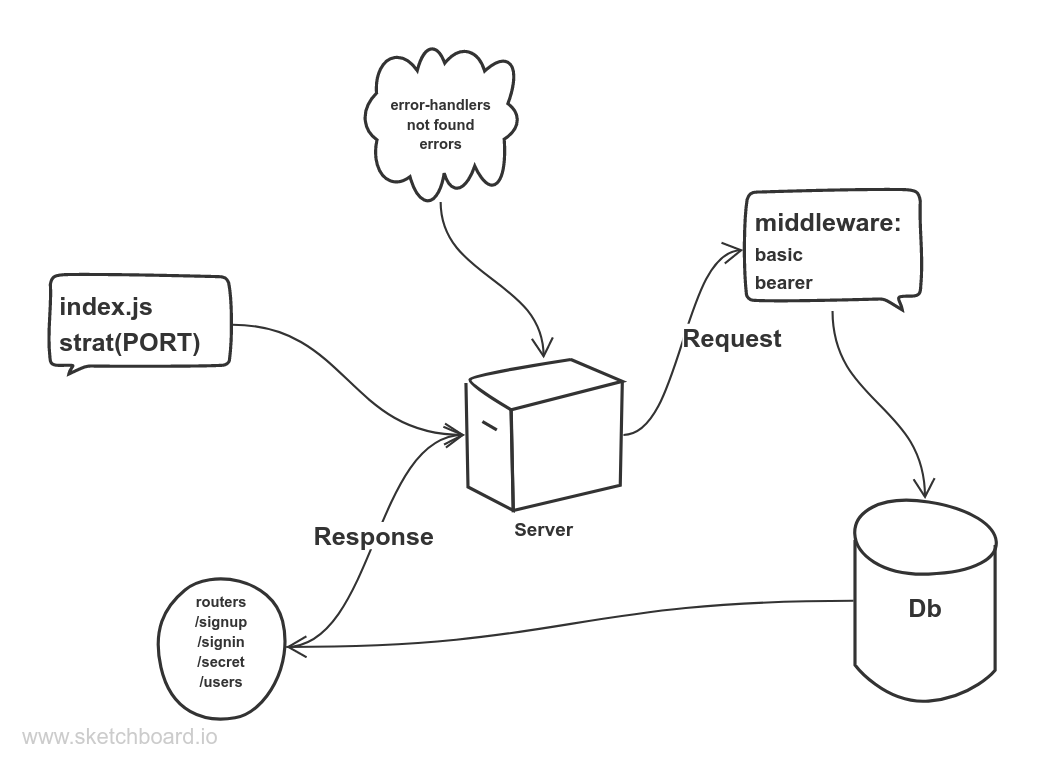 error-handlers
not found
errors
middleware:
basic
bearer
index.js
strat(PORT)
Request
Server
Response
routers
/signup
/signin
/secret
/users
Db
www.sketchboard.io